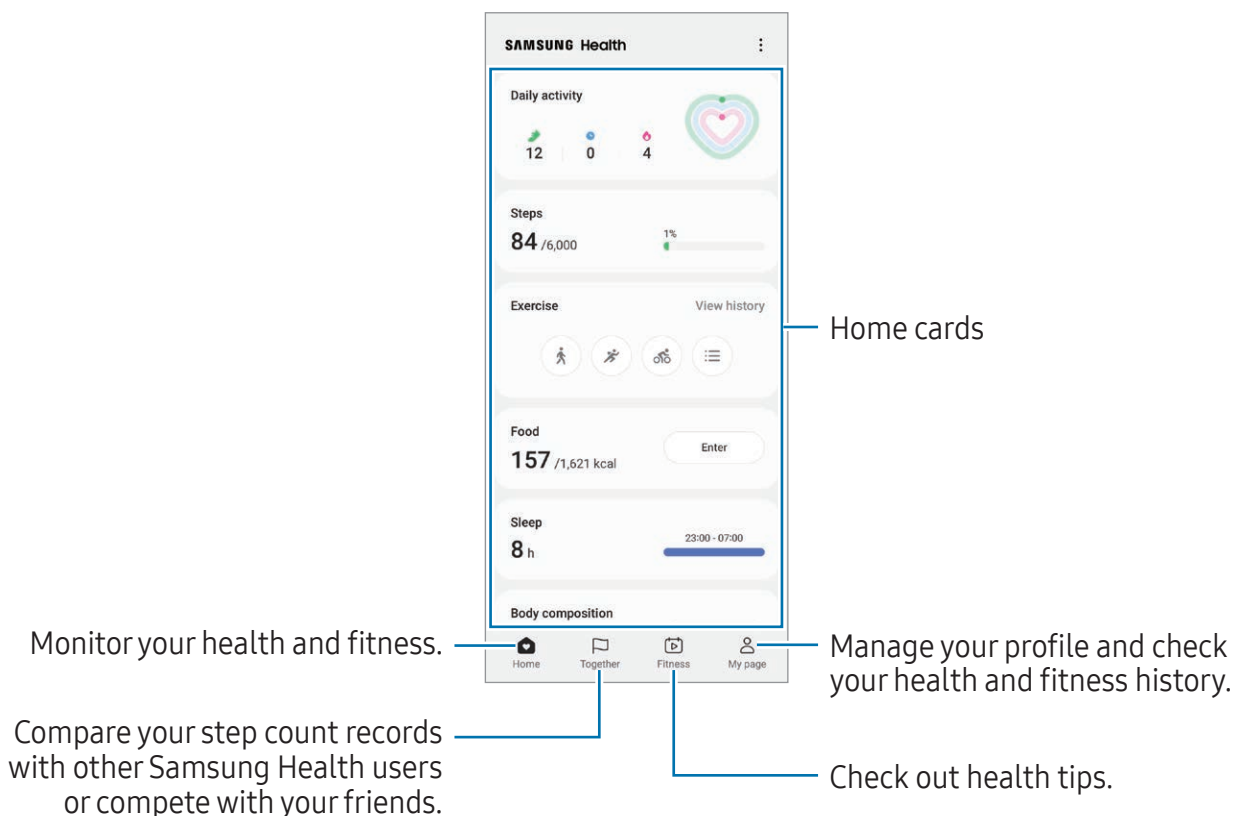 SAMSUNG Health
Daily activity
12 0 4
Steps
84 /6,000
1%
Exercise
View history
Food
157 /1,621 kcal
Enter
Sleep
8 h
23:00 - 07:00
Body composition
Home
Together
Fitness
My page
Home cards
Monitor your health and fitness.
Compare your step count records
with other Samsung Health users
or compete with your friends.
Manage your profile and check
your health and fitness history.
Check out health tips.